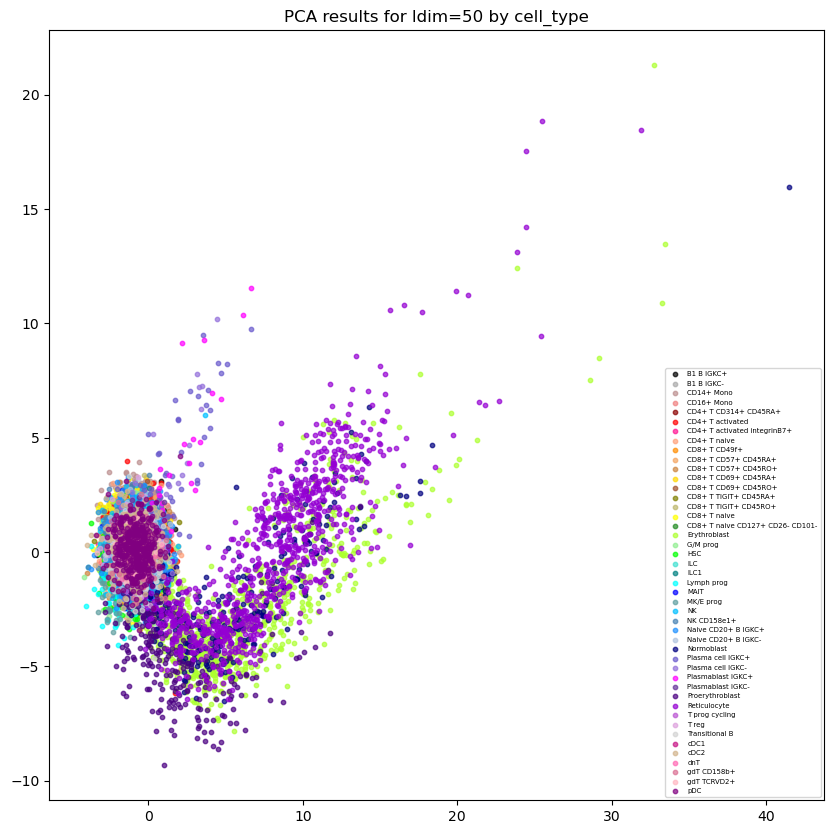 PCA results for ldim=50 by cell_type
20
15
10
5
0
−5
−10
0
10
20
30
40
B1 B IGKC+
B1 B IGKC-
CD14+ Mono
CD16+ Mono
CD4+ T CD314+ CD45RA+
CD4+ T activated
CD4+ T activated integrinB7+
CD4+ T naive
CD8+ T CD49f+
CD8+ T CD57+ CD45RA+
CD8+ T CD57+ CD45RO+
CD8+ T CD69+ CD45RA+
CD8+ T CD69+ CD45RO+
CD8+ T TIGIT+ CD45RA+
CD8+ T TIGIT+ CD45RO+
CD8+ T naive
CD8+ T naive CD127+ CD26- CD101-
Erythroblast
G/M prog
HSC
ILC
ILC1
Lymph prog
MAIT
MK/E prog
NK
NK CD158e1+
Naive CD20+ B IGKC+
Naive CD20+ B IGKC-
Normoblast
Plasma cell IGKC+
Plasma cell IGKC-
Plasmablast IGKC+
Plasmablast IGKC-
Proerythroblast
Reticulocyte
T prog cycling
T reg
Transitional B
cDC1
cDC2
dnT
gdT CD158b+
gdT TCRVD2+
pDC